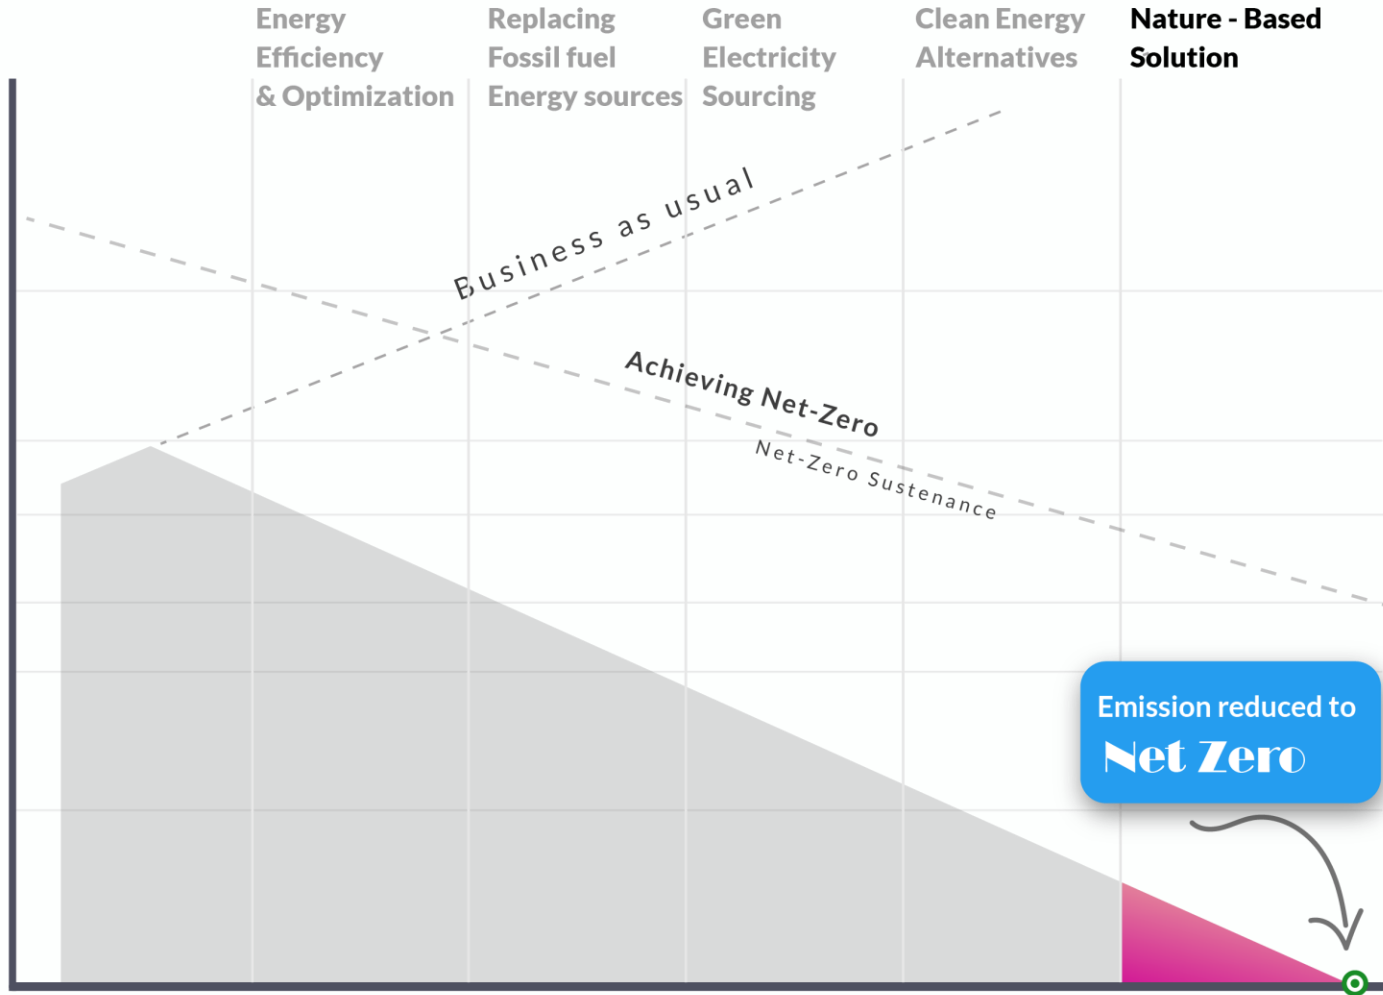 Energy
Efficiency
& Optimization
Replacing
Fossil fuel
Energy sources
Green
Electricity
Sourcing
Clean Energy
Alternatives
Nature - Based
Solution
Business as usual
Achieving Net-Zero
Net-Zero Sustenance
Emission reduced to
Net Zero